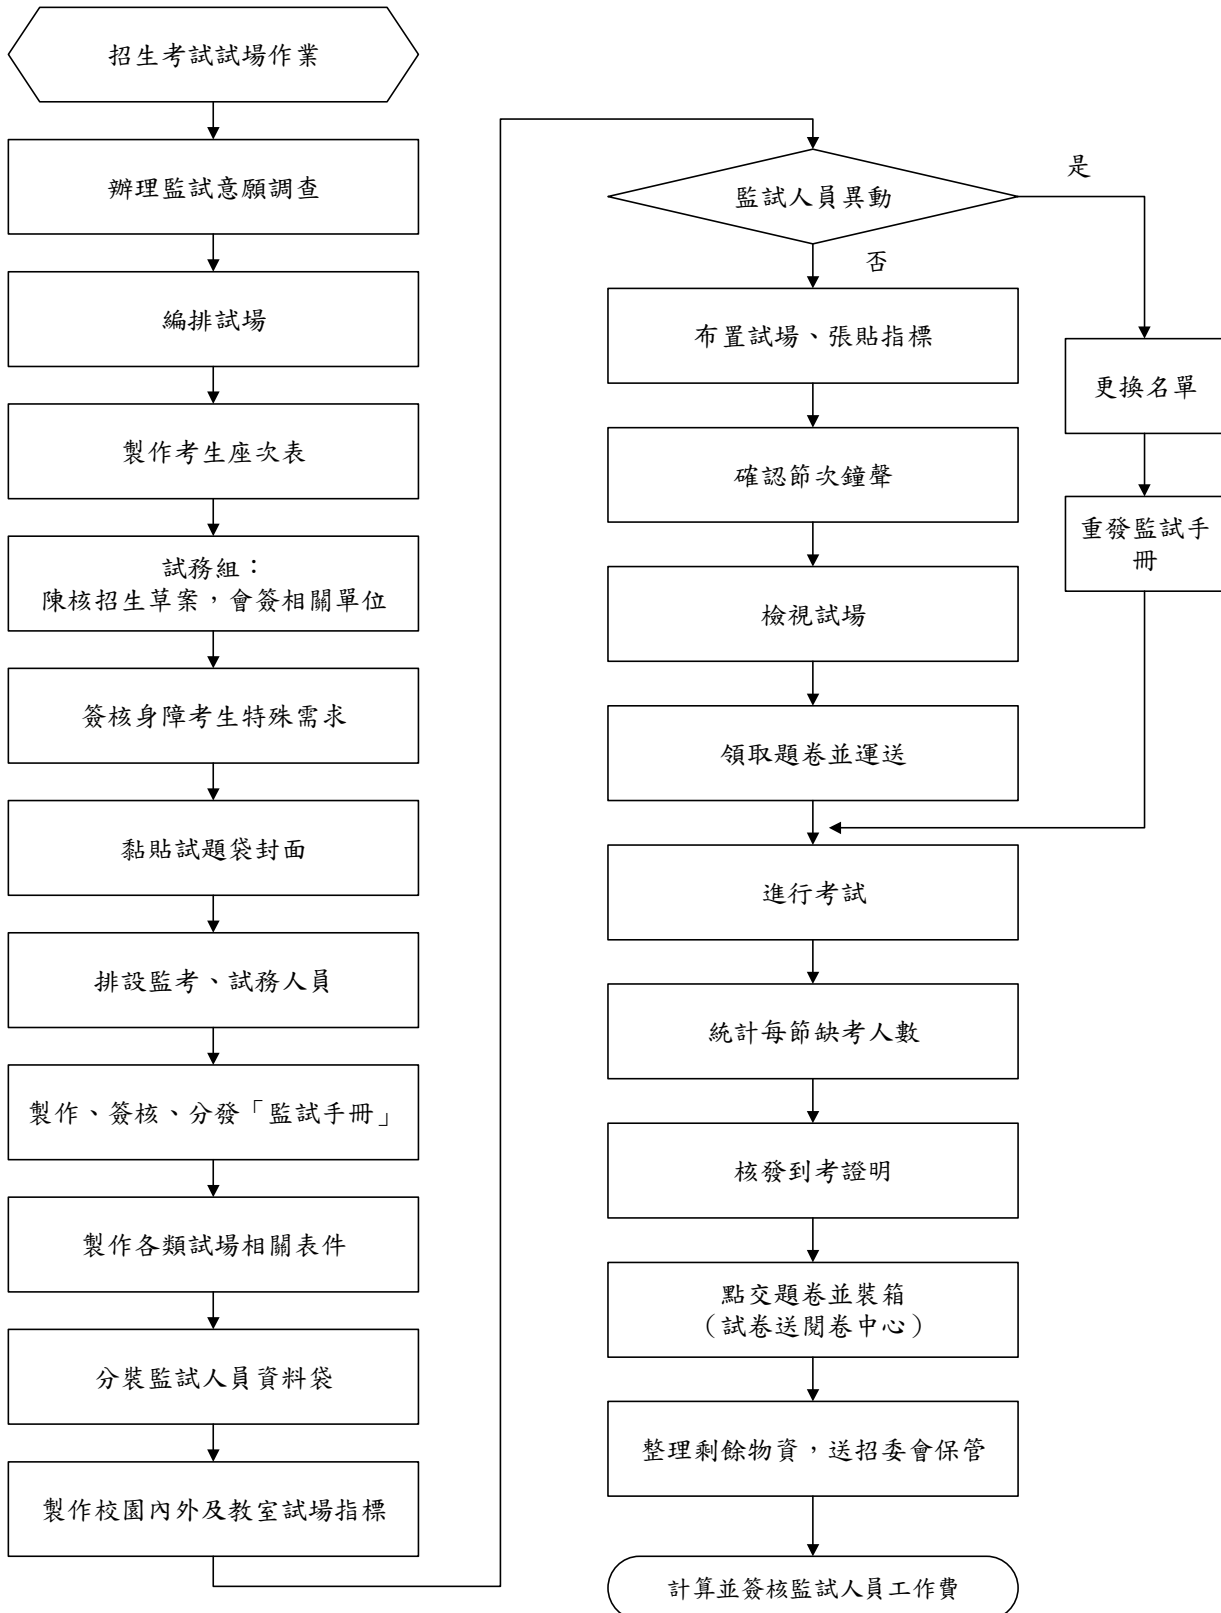 招生考試試場作業
辦理監試意願調查
編排試場
製作考生座次表
試務組：
陳核招生草案，會簽相關單位
簽核身障考生特殊需求
黏貼試題袋封面
排設監考、試務人員
製作、簽核、分發「監試手冊」
製作各類試場相關表件
分裝監試人員資料袋
製作校園內外及教室試場指標
監試人員異動
是
否
布置試場、張貼指標
更換名單
確認節次鐘聲
重發監試手
冊
檢視試場
領取題卷並運送
進行考試
統計每節缺考人數
核發到考證明
點交題卷並裝箱
（試卷送閱卷中心）
整理剩餘物資，送招委會保管
計算並簽核監試人員工作費